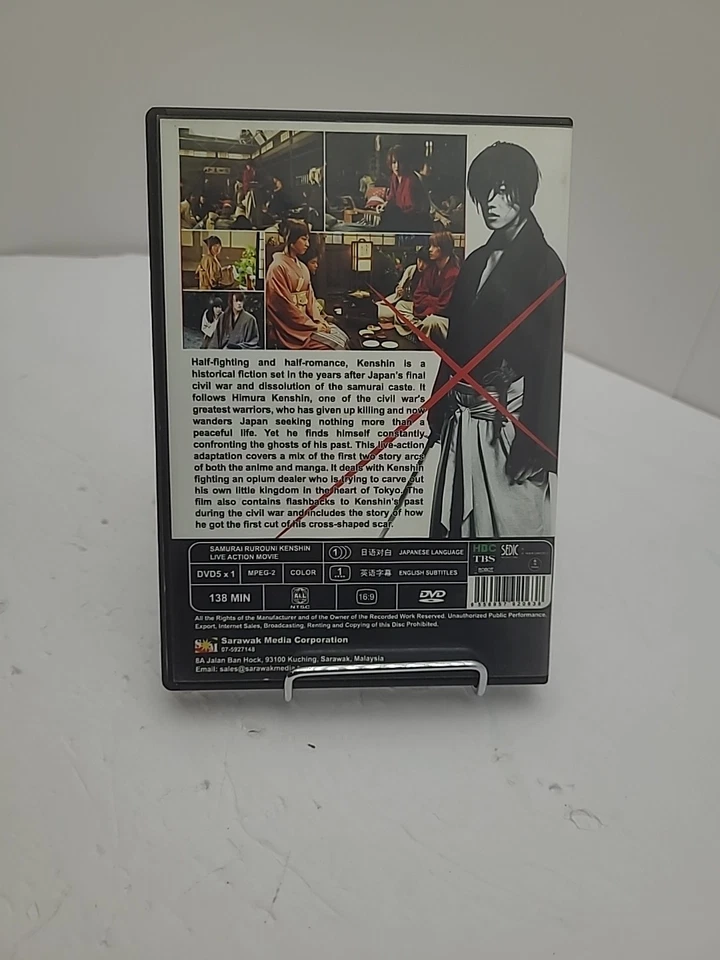 Half-fighting and half-romance, Kenshin is a
historical fiction set in the years after Japan's final
civil war and dissolution of the samurai caste. It
follows Himura Kenshin, one of the civil war's
greatest warriors, who has given up killing and now
wanders Japan seeking nothing more than a
peaceful life. Yet he finds himself constantly
confronting the ghosts of his past. This live-action
adaptation covers a mix of the first two story arcs
of both the anime and manga. It deals with Kenshin
fighting an opium dealer who is trying to carve out
his own little kingdom in the heart of Tokyo. The
film also contains flashbacks to Kenshin's past
during the civil war and includes the story of how
he got the first cut of his cross-shaped scar.
SAMURAI RUROUNI KENSHIN
LIVE ACTION MOVIE
1 日语对白 JAPANESE LANGUAGE
HBC SEDIC
TBS
DVD5 x 1 MPEG-2 COLOR 1 英语字幕 ENGLISH SUBTITLES
138 MIN ALL NTSC 16:9 DVD
All the Rights of the Manufacturer and of the Owner of the Recorded Work Reserved. Unauthorized Public Performance,
Export, Internet Sales, Broadcasting, Renting and Copying of this Disc Prohibited.
Sarawak Media Corporation
07-5927148
8A Jalan Ban Hock, 93100 Kuching, Sarawak, Malaysia
Email: sales@sarawakmedia